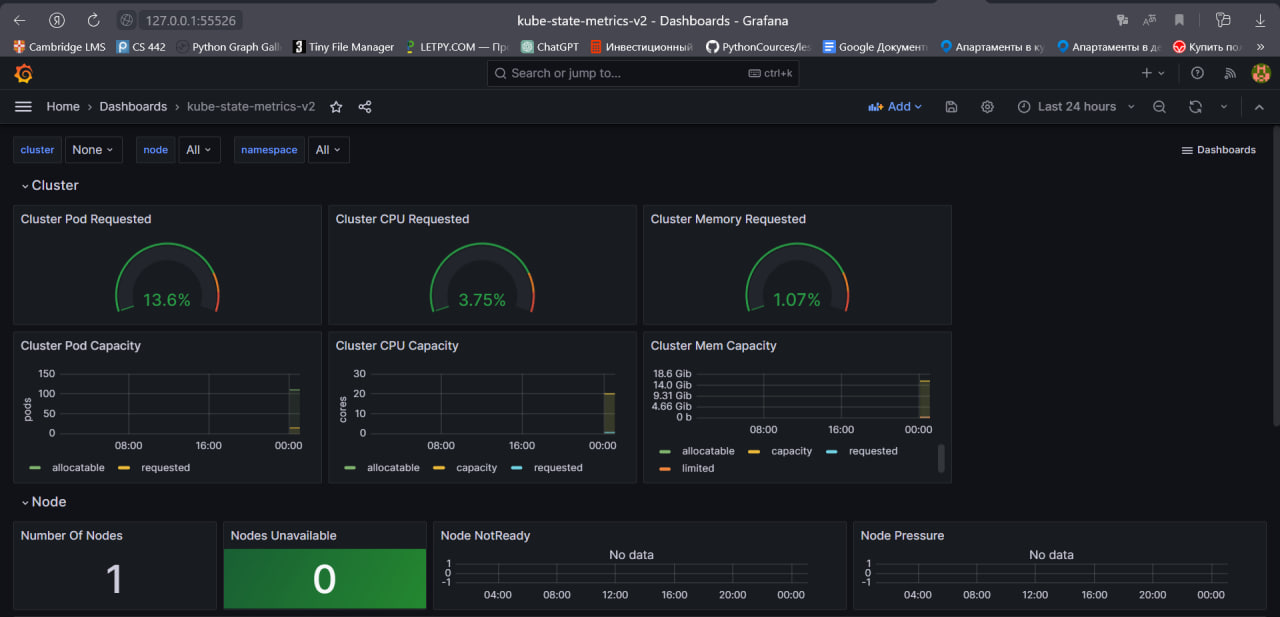 127.0.0.1:55526 kube-state-metrics-v2 - Dashboards - Grafana
Cambridge LMS CS 442 Python Graph Gall Tiny File Manager LETPY.COM — Пр ChatGPT Инвестиционный PythonCources/les Google Документ Апартаменты в ку Апартаменты в де Купить по »
Search or jump to... ctrl+k
Home › Dashboards › kube-state-metrics-v2 Add Last 24 hours
cluster None node All namespace All Dashboards
Cluster
Cluster Pod Requested Cluster CPU Requested Cluster Memory Requested
13.6% 3.75% 1.07%
Cluster Pod Capacity
150
100
50
0
pods
08:00 16:00 00:00
allocatable requested
Cluster CPU Capacity
30
20
10
0
cores
08:00 16:00 00:00
allocatable capacity requested
Cluster Mem Capacity
18.6 Gib
14.0 Gib
9.31 Gib
4.66 Gib
0 b
08:00 16:00 00:00
allocatable capacity requested
limited
Node
Number Of Nodes
1
Nodes Unavailable
0
Node NotReady
No data
1
0
-1
04:00 08:00 12:00 16:00 20:00 00:00
Node Pressure
No data
1
0
-1
04:00 08:00 12:00 16:00 20:00 00:00